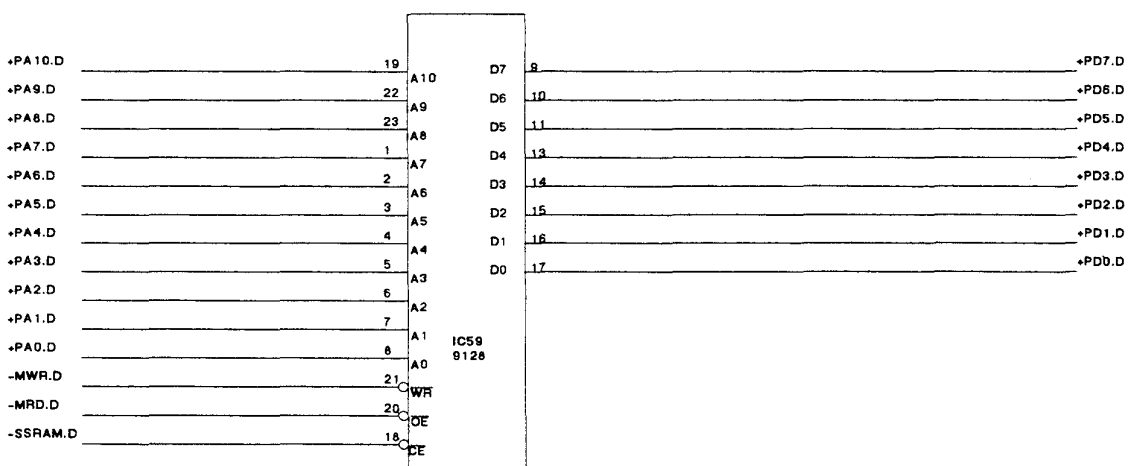 +PA10.D 19 A10 D7 9 +PD7.D
+PA9.D 22 A9 D6 10 +PD6.D
+PA8.D 23 A8 D5 11 +PD5.D
+PA7.D 1 A7 D4 13 +PD4.D
+PA6.D 2 A6 D3 14 +PD3.D
+PA5.D 3 A5 D2 15 +PD2.D
+PA4.D 4 A4 D1 16 +PD1.D
+PA3.D 5 A3 D0 17 +PD0.D
+PA2.D 6 A2
+PA1.D 7 A1
IC59
9128
+PA0.D 8 A0
-MWR.D 21 WR
-MRD.D 20 OE
-SSRAM.D 18 CE